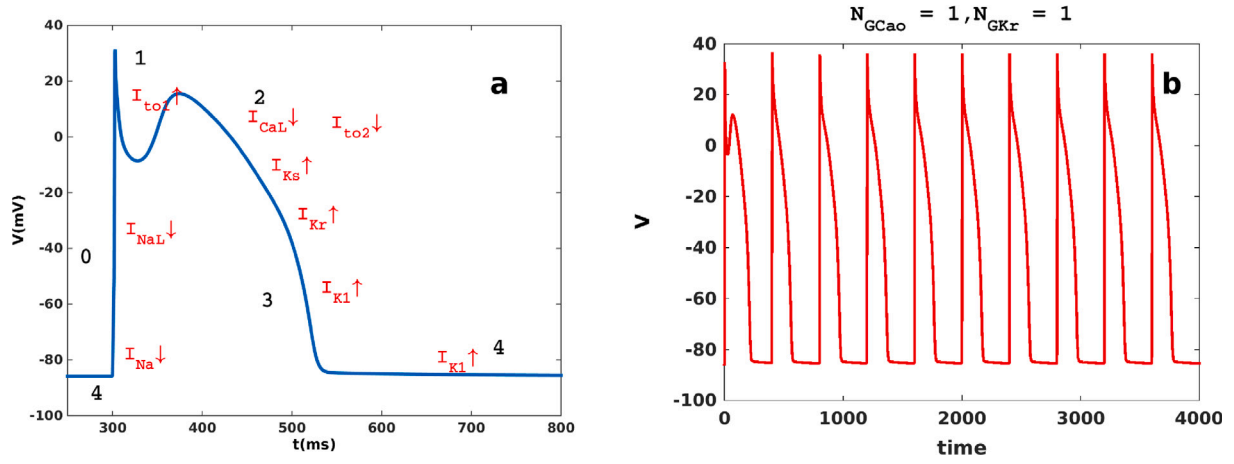 N_GCao = 1,N_GKr = 1
40
20
0
-20
-40
-60
-80
-100
V(mV)
1
a
I_to1↑
2
I_CaL↓
I_to2↓
I_Ks↑
I_Kr↑
I_NaL↓
0
I_K1↑
3
I_Na↓
4
I_K1↑
4
300
400
500
600
700
800
t(ms)
40
20
0
-20
-40
-60
-80
-100
V
b
0
1000
2000
3000
4000
time